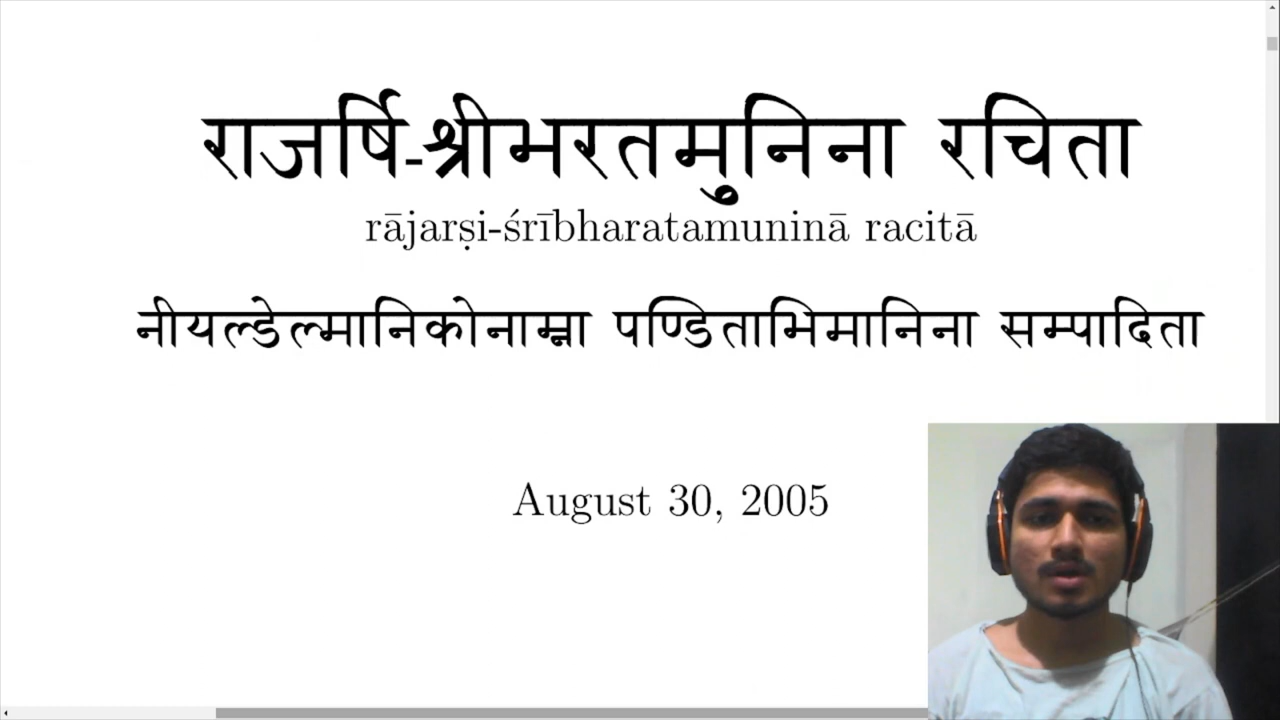 राजर्षि-श्रीभरतमुनिना रचिता
rājarṣi-śrībharatamuninā racitā
नीयल्डेल्मानिकोनाम्ना पण्डिताभिमानिना सम्पादिता
August 30, 2005